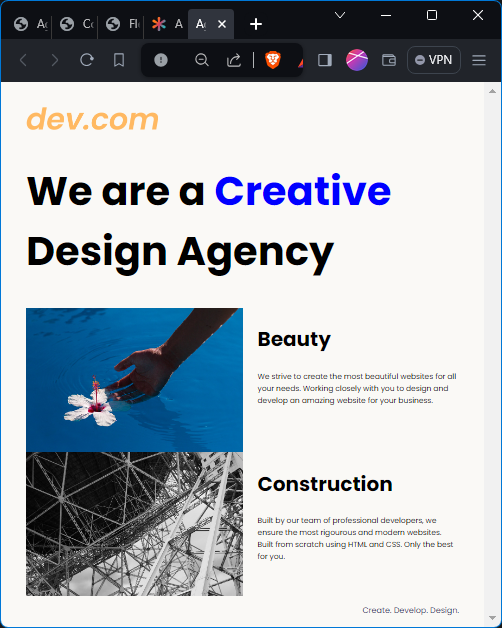 VPN
dev.com
We are a Creative
Design Agency
Beauty
We strive to create the most beautiful websites for all
your needs. Working closely with you to design and
develop an amazing website for your business.
Construction
Built by our team of professional developers, we
ensure the most rigourous and modern websites.
Built from scratch using HTML and CSS. Only the best
for you.
Create. Develop. Design.